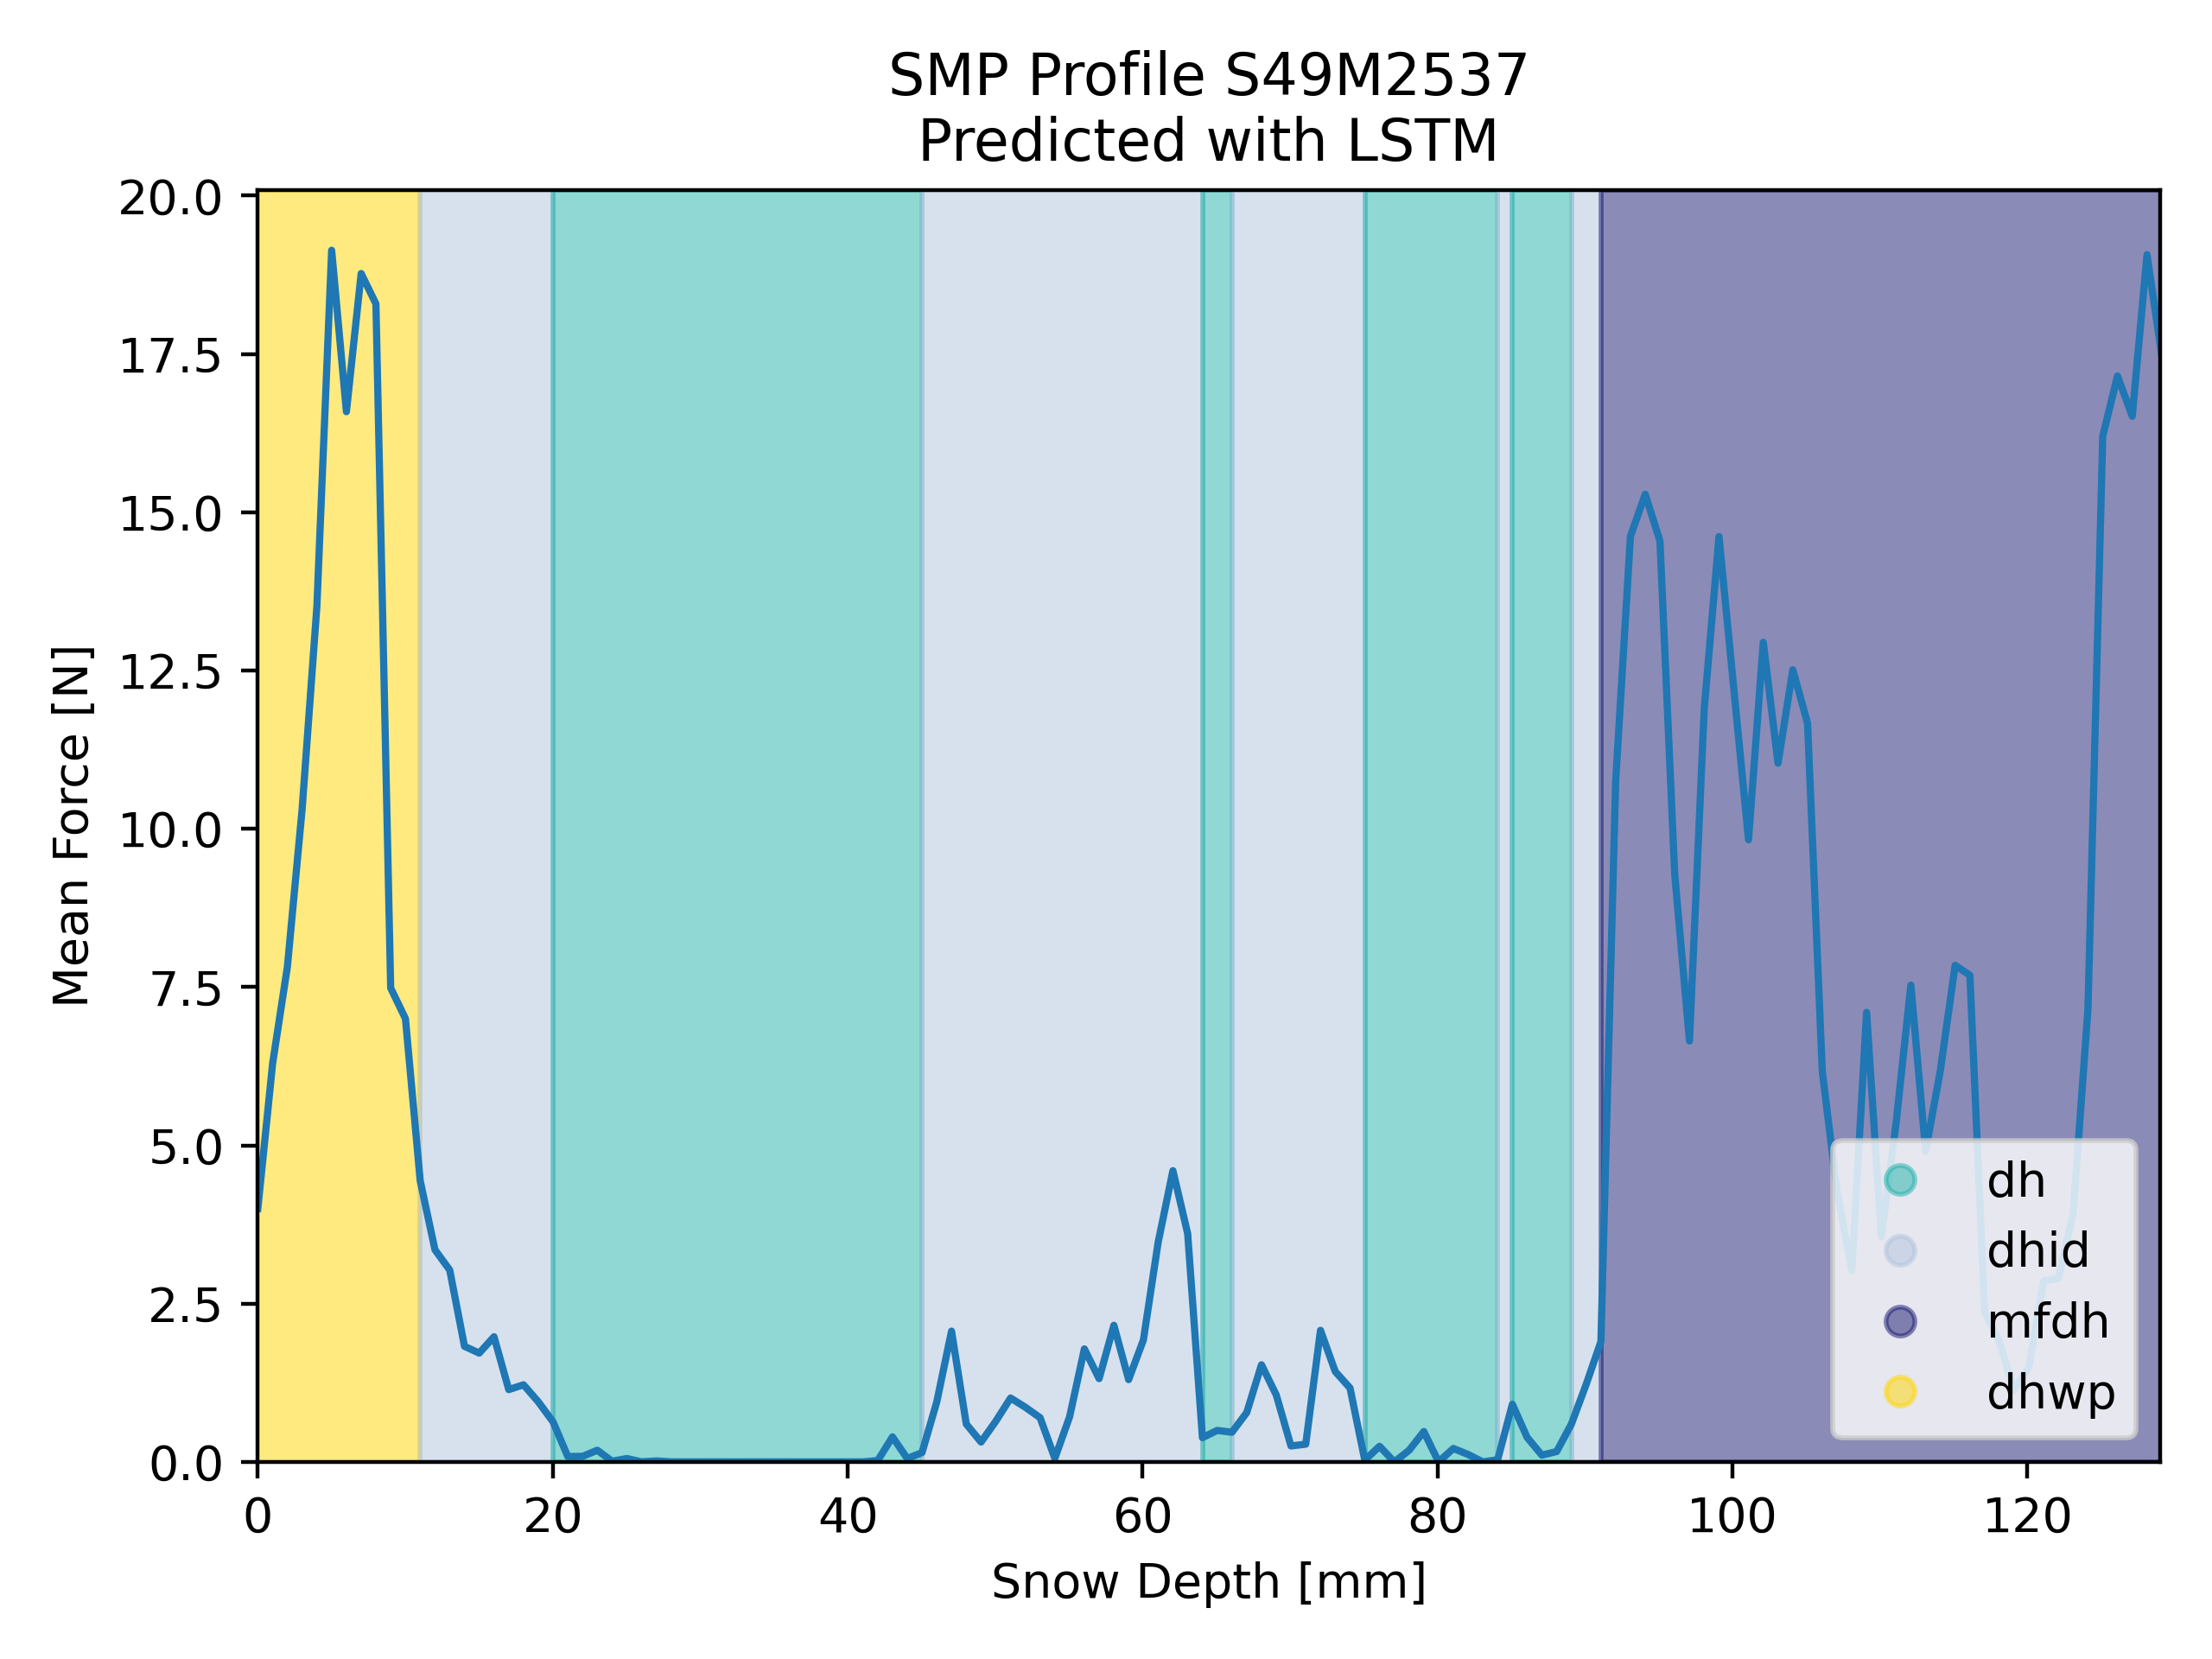 SMP Profile S49M2537
Predicted with LSTM
20.0
17.5
15.0
12.5
10.0
7.5
5.0
2.5
0.0
Mean Force [N]
dh
dhid
mfdh
dhwp
0 20 40 60 80 100 120
Snow Depth [mm]